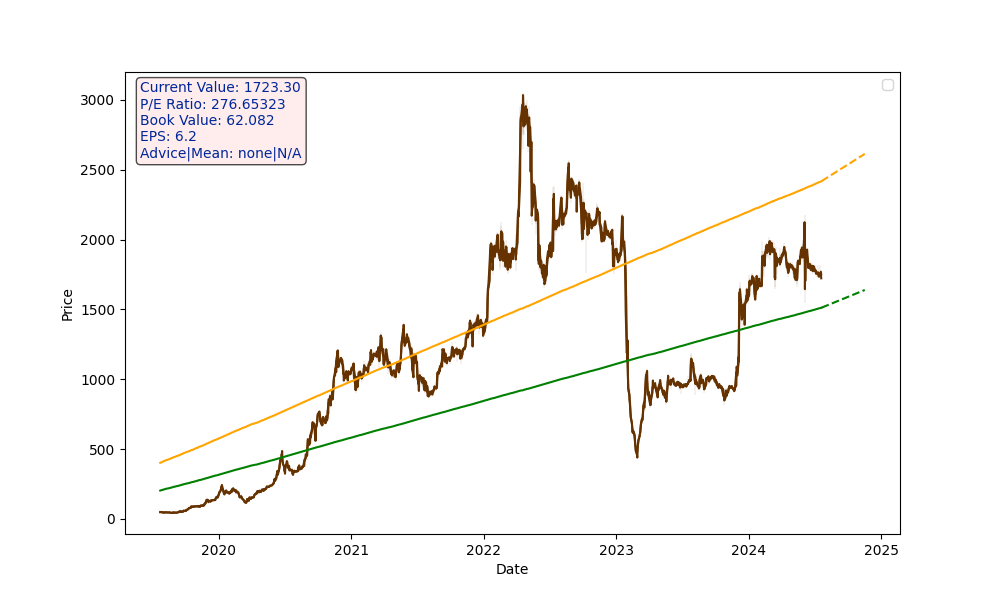 Current Value: 1723.30
P/E Ratio: 276.65323
Book Value: 62.082
EPS: 6.2
Advice|Mean: none|N/A
3000
2500
2000
1500
1000
500
0
Price
2020 2021 2022 2023 2024 2025
Date